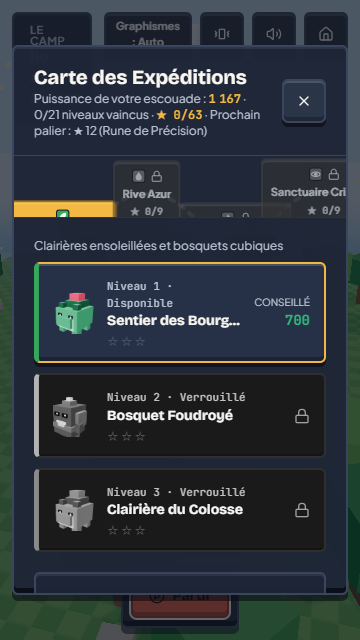 LE
CAMP
Graphismes
: Auto
Carte des Expéditions
Puissance de votre escouade : 1 167 ·
0/21 niveaux vaincus · ★ 0/63 · Prochain
palier : ★ 12 (Rune de Précision)
Rive Azur
★ 0/9
Sanctuaire Cri
★ 0/9
Clairières ensoleillées et bosquets cubiques
Niveau 1 ·
Disponible
Sentier des Bourg...
☆☆☆
CONSEILLÉ
700
Niveau 2 · Verrouillé
Bosquet Foudroyé
☆☆☆
Niveau 3 · Verrouillé
Clairière du Colosse
☆☆☆
Partir